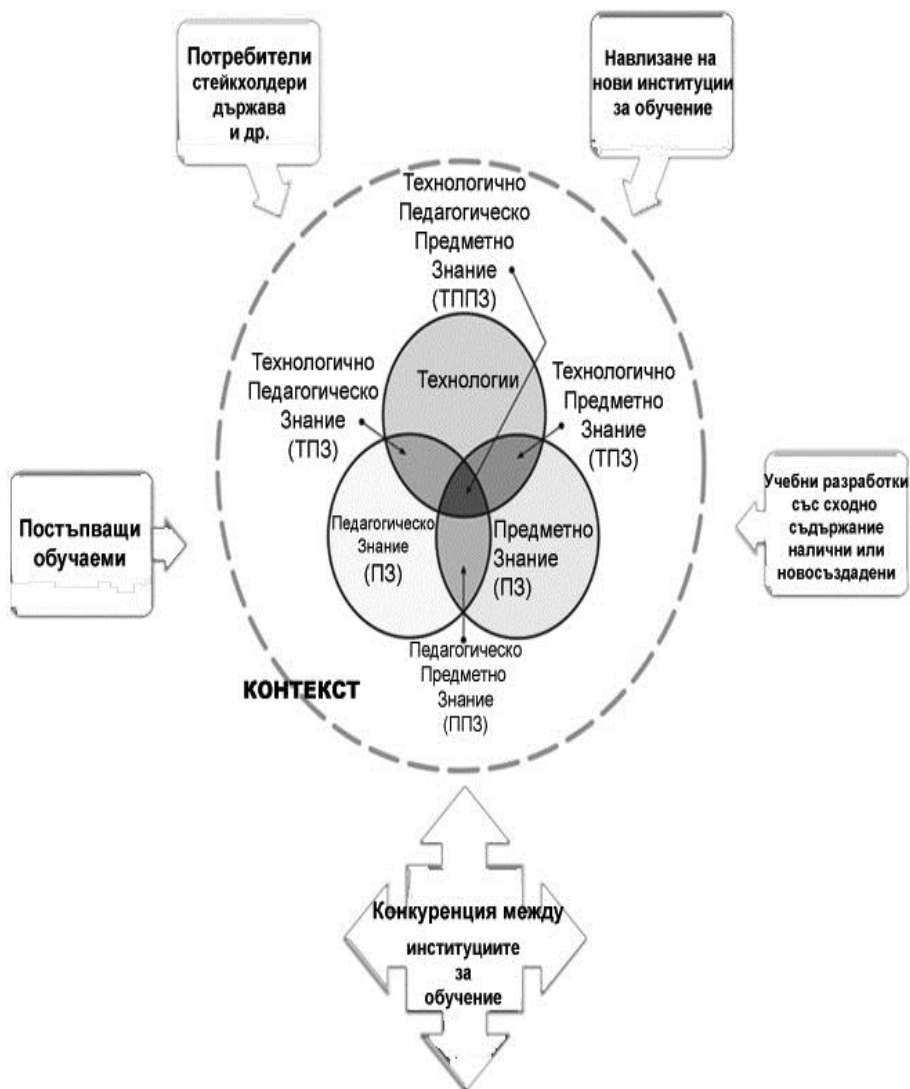 Потребители
стейкхолдери
държава
и др.
Навлизане на
нови институции
за обучение
Технологично
Педагогическо
Предметно
Знание
(ТППЗ)
Технологично
Педагогическо
Знание
(ТПЗ)
Технологии
Технологично
Предметно
Знание
(ТПЗ)
Постъпващи
обучаеми
Педагогическо
Знание
(ПЗ)
Предметно
Знание
(ПЗ)
Учебни разработки
със сходно
съдържание
налични или
новосъздадени
Педагогическо
Предметно
Знание
(ППЗ)
КОНТЕКСТ
Конкуренция между
институциите
за
обучение